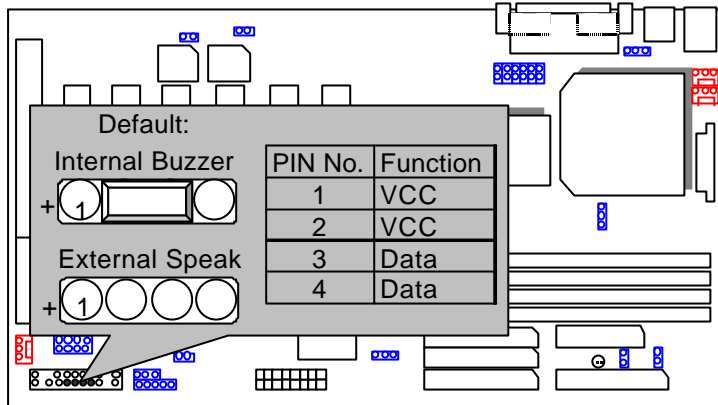 Default:
Internal Buzzer
+ 1
External Speak
+ 1
PIN No. Function
1 VCC
2 VCC
3 Data
4 Data